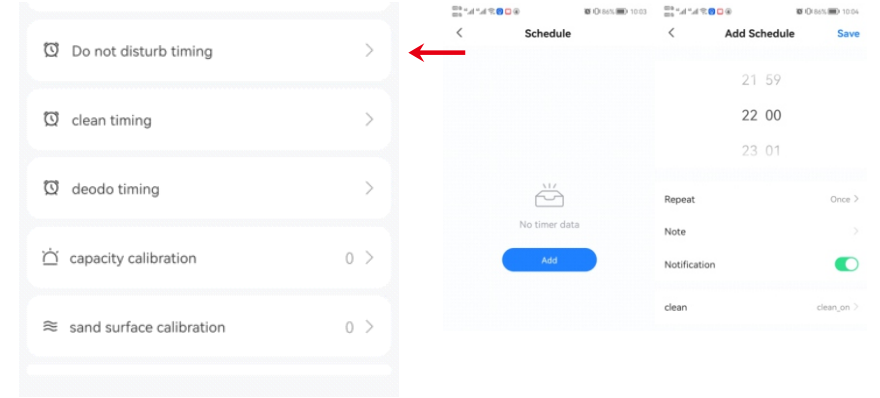 Do not disturb timing
clean timing
deodo timing
capacity calibration 0
sand surface calibration 0
86% 10:03
Schedule
No timer data
Add
86% 10:04
Add Schedule Save
21 59
22 00
23 01
Repeat Once
Note
Notification
clean clean_on